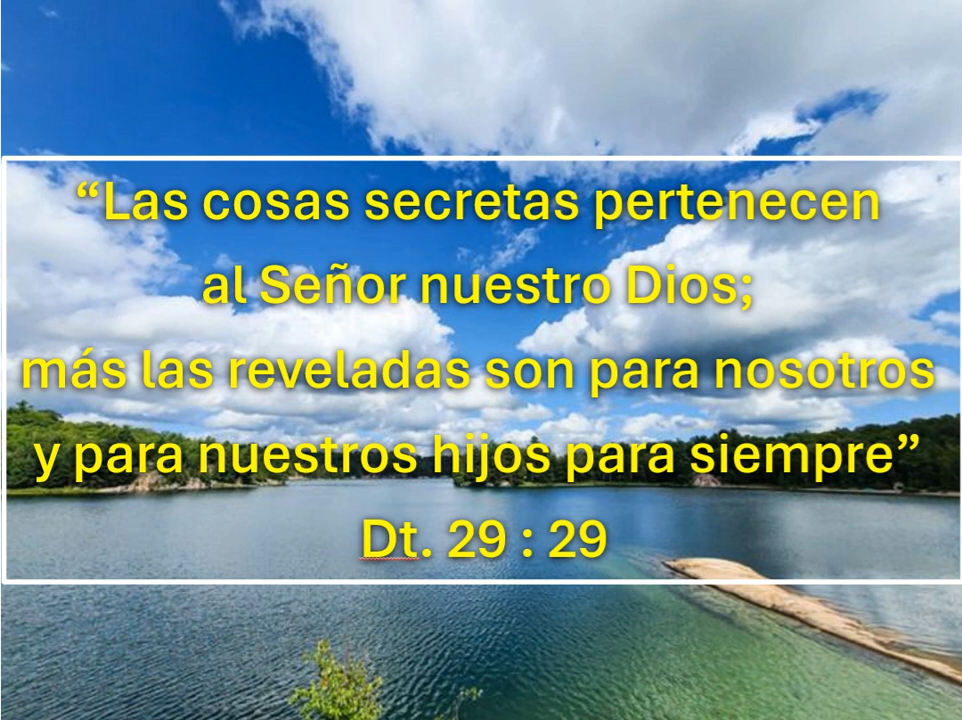 “Las cosas secretas pertenecen
al Señor nuestro Dios;
más las reveladas son para nosotros
y para nuestros hijos para siempre”
Dt. 29 : 29